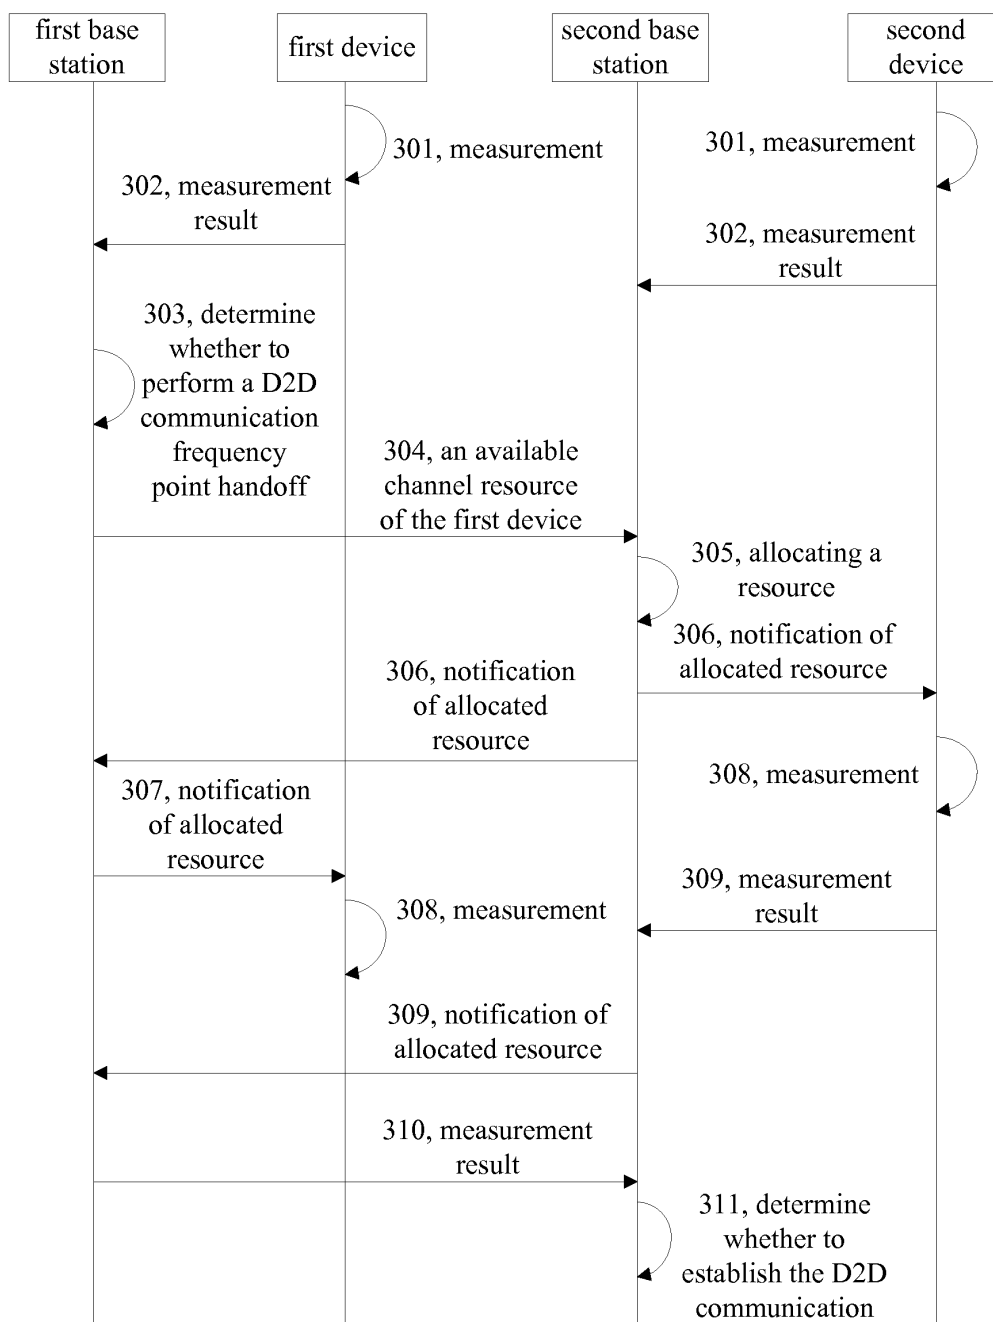 first base
station
first device
second base
station
second
device
301, measurement
301, measurement
302, measurement
result
302, measurement
result
303, determine
whether to
perform a D2D
communication
frequency
point handoff
304, an available
channel resource
of the first device
305, allocating a
resource
306, notification of
allocated resource
306, notification
of allocated
resource
308, measurement
307, notification
of allocated
resource
309, measurement
result
308, measurement
309, notification of
allocated resource
310, measurement
result
311, determine
whether to
establish the D2D
communication